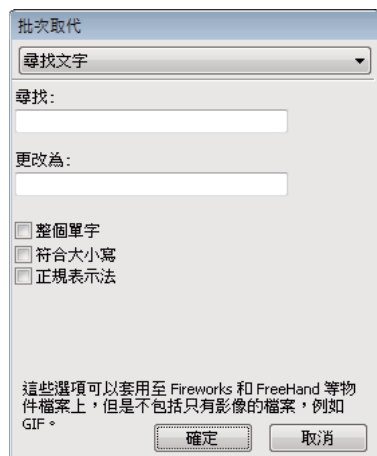 批次取代
尋找文字
尋找:
更改為:
整個單字
符合大小寫
正規表示法
這些選項可以套用至 Fireworks 和 FreeHand 等物
件檔案上，但是不包括只有影像的檔案，例如
GIF。
確定
取消